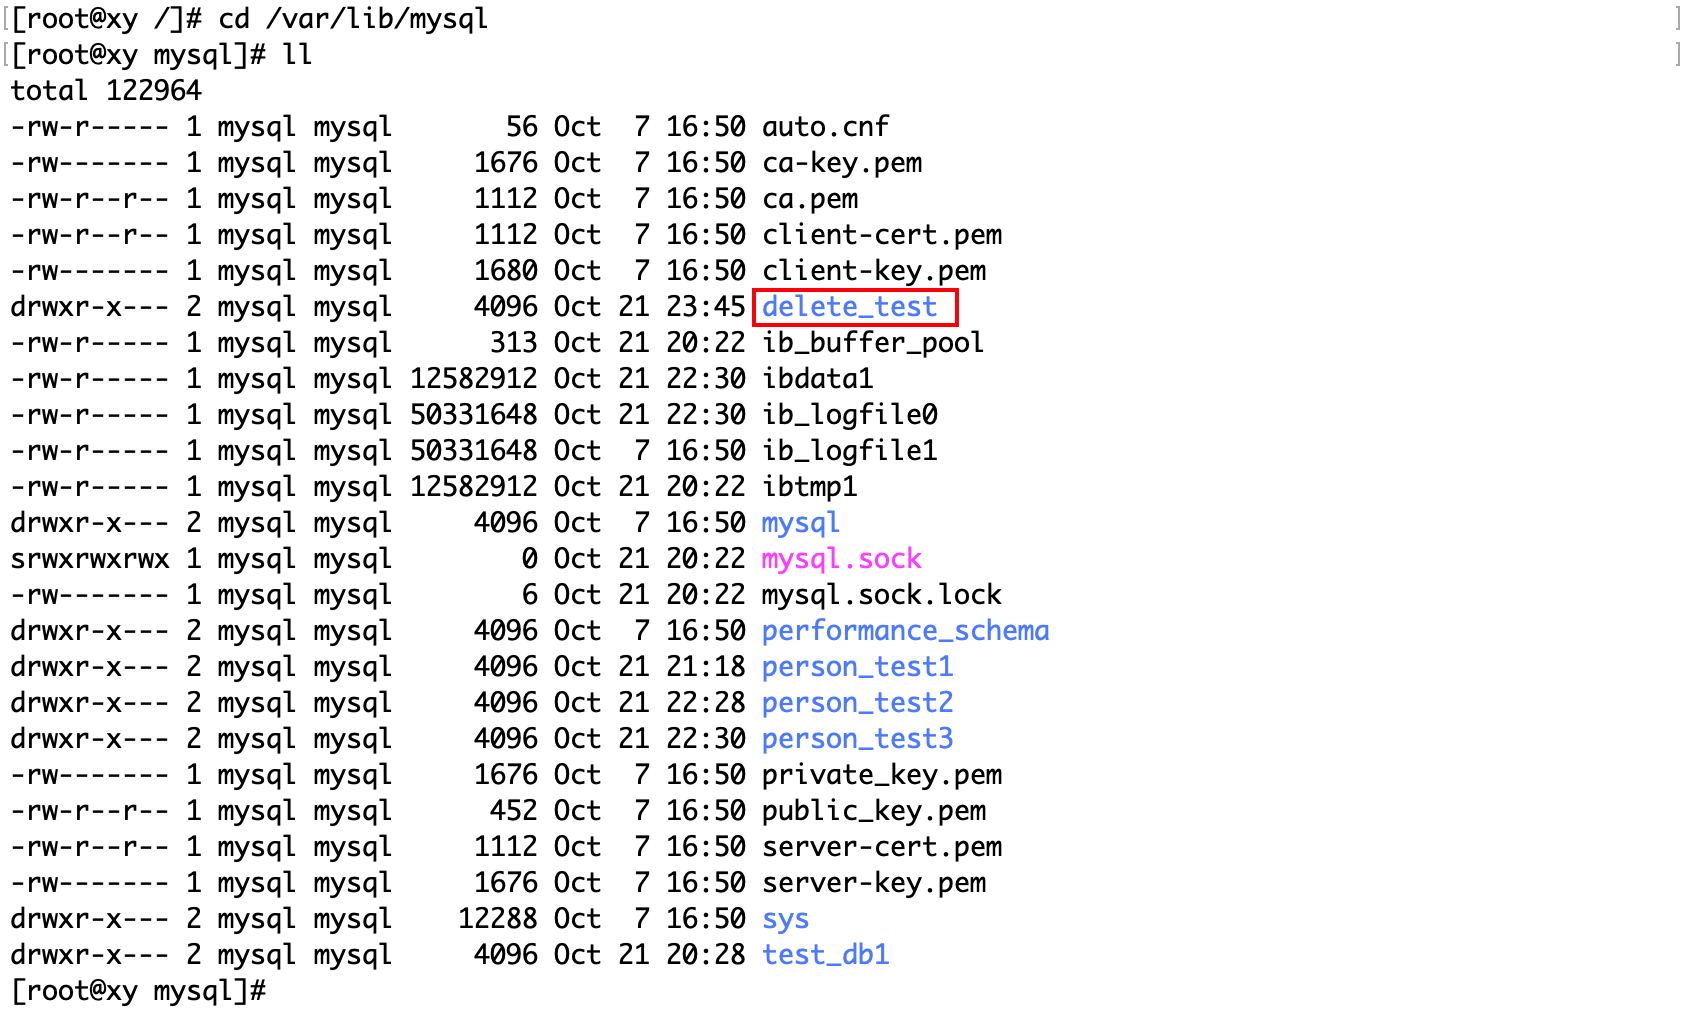 [root@xy /]# cd /var/lib/mysql
[root@xy mysql]# ll
total 122964
-rw-r----- 1 mysql mysql       56 Oct  7 16:50 auto.cnf
-rw------- 1 mysql mysql     1676 Oct  7 16:50 ca-key.pem
-rw-r--r-- 1 mysql mysql     1112 Oct  7 16:50 ca.pem
-rw-r--r-- 1 mysql mysql     1112 Oct  7 16:50 client-cert.pem
-rw------- 1 mysql mysql     1680 Oct  7 16:50 client-key.pem
drwxr-x--- 2 mysql mysql     4096 Oct 21 23:45 delete_test
-rw-r----- 1 mysql mysql      313 Oct 21 20:22 ib_buffer_pool
-rw-r----- 1 mysql mysql 12582912 Oct 21 22:30 ibdata1
-rw-r----- 1 mysql mysql 50331648 Oct 21 22:30 ib_logfile0
-rw-r----- 1 mysql mysql 50331648 Oct  7 16:50 ib_logfile1
-rw-r----- 1 mysql mysql 12582912 Oct 21 20:22 ibtmp1
drwxr-x--- 2 mysql mysql     4096 Oct  7 16:50 mysql
srwxrwxrwx 1 mysql mysql        0 Oct 21 20:22 mysql.sock
-rw------- 1 mysql mysql        6 Oct 21 20:22 mysql.sock.lock
drwxr-x--- 2 mysql mysql     4096 Oct  7 16:50 performance_schema
drwxr-x--- 2 mysql mysql     4096 Oct 21 21:18 person_test1
drwxr-x--- 2 mysql mysql     4096 Oct 21 22:28 person_test2
drwxr-x--- 2 mysql mysql     4096 Oct 21 22:30 person_test3
-rw------- 1 mysql mysql     1676 Oct  7 16:50 private_key.pem
-rw-r--r-- 1 mysql mysql      452 Oct  7 16:50 public_key.pem
-rw-r--r-- 1 mysql mysql     1112 Oct  7 16:50 server-cert.pem
-rw------- 1 mysql mysql     1676 Oct  7 16:50 server-key.pem
drwxr-x--- 2 mysql mysql    12288 Oct  7 16:50 sys
drwxr-x--- 2 mysql mysql     4096 Oct 21 20:28 test_db1
[root@xy mysql]#